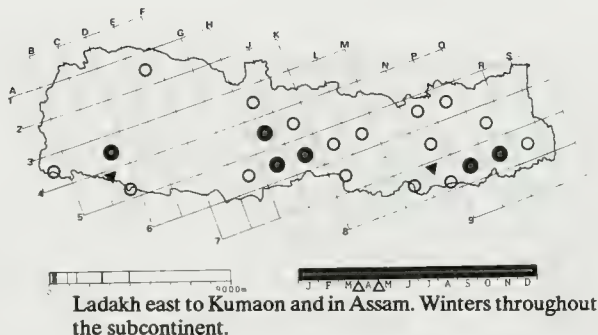 F
E
D
C
B
H
G
K
J
M
L
O
P
N
S
R
A
1
2
3
4
5
6
7
8
9
9000m
J F M A M J J A S O N D
Ladakh east to Kumaon and in Assam. Winters throughout
the subcontinent.